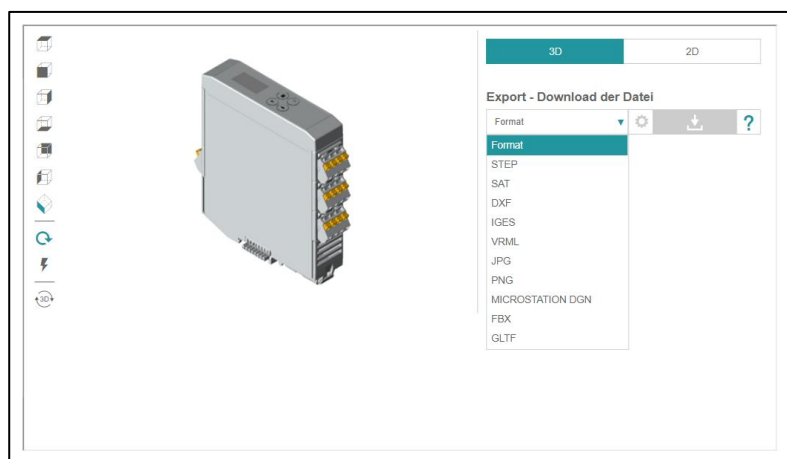 3D 2D
Export - Download der Datei
Format
?
Format
STEP
SAT
DXF
IGES
VRML
JPG
PNG
MICROSTATION DGN
FBX
GLTF
3D